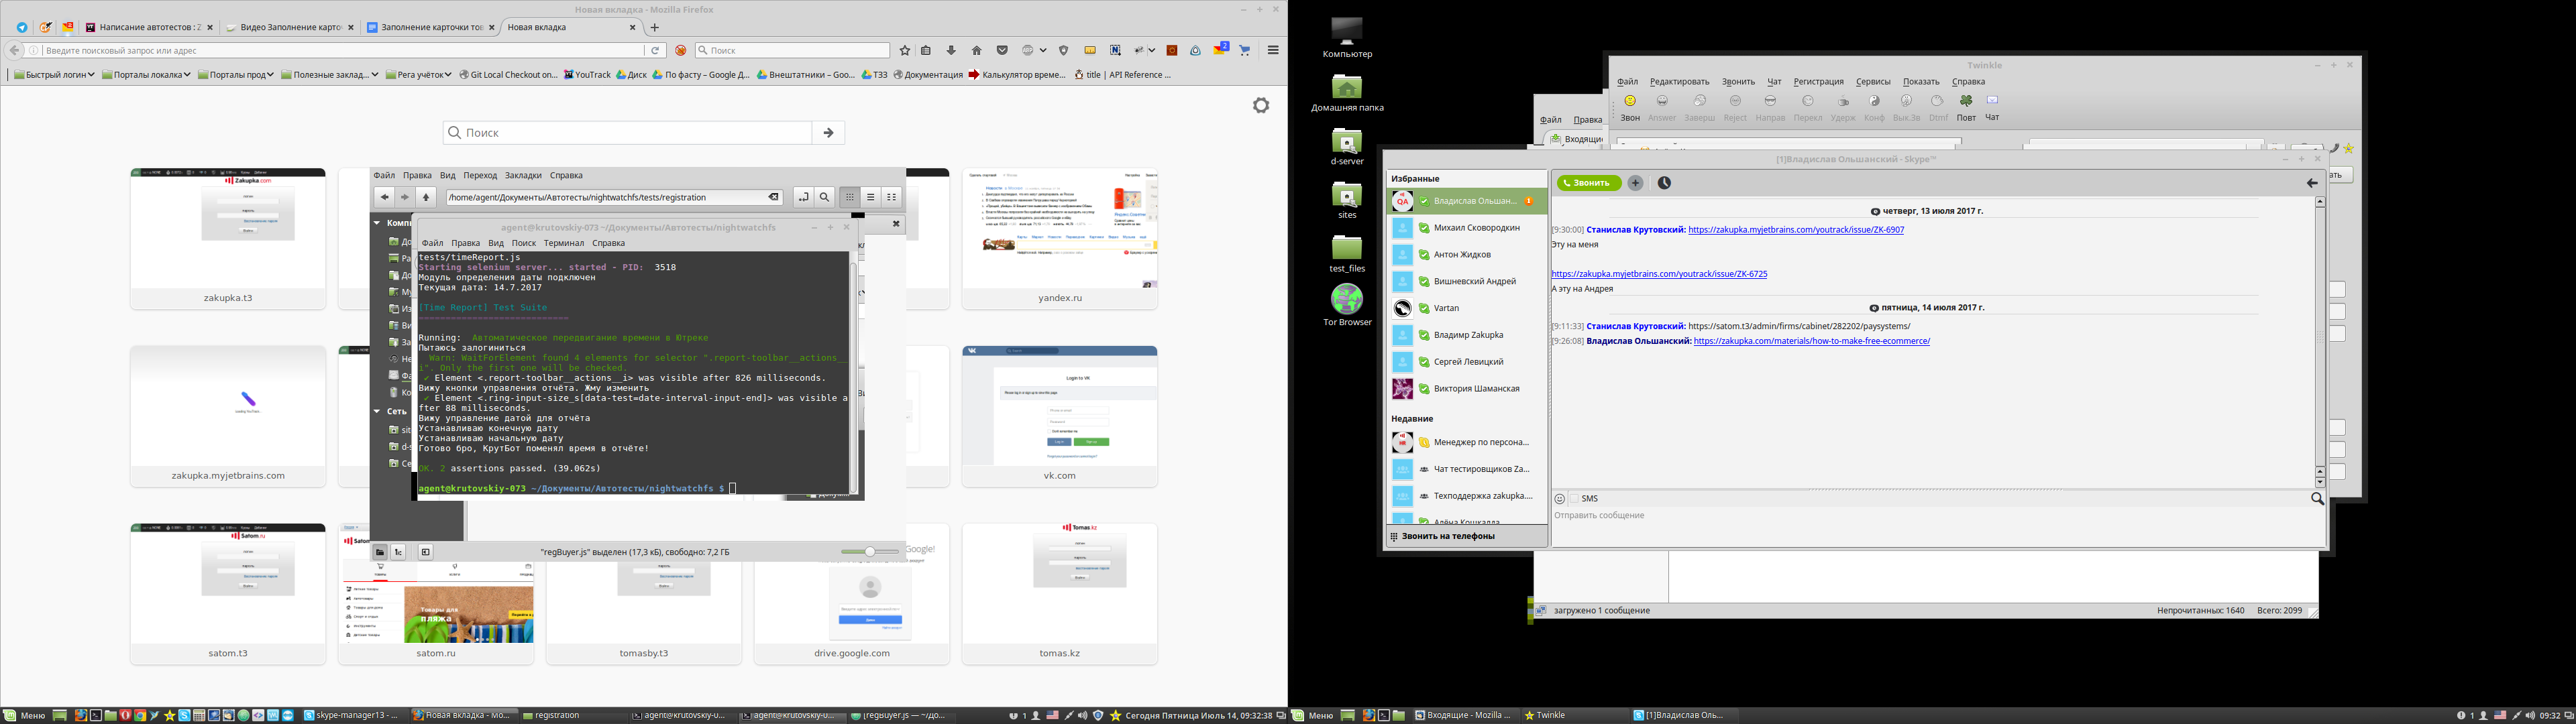 Новая вкладка - Mozilla Firefox
Написание автотестов : Z
Видео Заполнение карточ
Заполнение карточки тов
Новая вкладка
Введите поисковый запрос или адрес
Поиск
Быстрый логин
Порталы локалка
Порталы прод
Полезные заклад...
Рега учёток
Git Local Checkout on...
YouTrack
Диск
По фасту – Google Д...
Внештатники – Goo...
ТЗЗ
Документация
Калькулятор време...
title | API Reference ...
Поиск
zakupka.t3
yandex.ru
zakupka.myjetbrains.com
vk.com
satom.t3
satom.ru
tomasby.t3
drive.google.com
tomas.kz
Файл Правка Вид Переход Закладки Справка
/home/agent/Документы/Автотесты/nightwatchfs/tests/registration
Сеть
"regBuyer.js" выделен (17,3 кБ), свободно: 7,2 ГБ
agent@krutovskiy-073 ~/Документы/Автотесты/nightwatchfs
Файл Правка Вид Поиск Терминал Справка
tests/timeReport.js
Starting selenium server... started - PID: 3518
Модуль определения даты подключен
Текущая дата: 14.7.2017
[Time Report] Test Suite
==============================
Running: Автоматическое передвигание времени в Ютреке
Пытаюсь залогиниться
Warn: WaitForElement found 4 elements for selector ".report-toolbar__actions__
i". Only the first one will be checked.
✔ Element <.report-toolbar__actions__i> was visible after 826 milliseconds.
Вижу кнопки управления отчёта. Жму изменить
✔ Element <.ring-input-size_s[data-test=date-interval-input-end]> was visible a
fter 88 milliseconds.
Вижу управление датой для отчёта
Устанавливаю конечную дату
Устанавливаю начальную дату
Готово бро, КрутБот поменял время в отчёте!
OK. 2 assertions passed. (39.062s)
agent@krutovskiy-073 ~/Документы/Автотесты/nightwatchfs $
Меню
skype-manager13 - ...
Новая вкладка - Mo...
registration
agent@krutovskiy-0...
agent@krutovskiy-0...
[regBuyer.js — ~/До...
1
Сегодня Пятница Июль 14, 09:32:38
Компьютер
Домашняя папка
d-server
sites
test_files
Tor Browser
Twinkle
Файл Редактировать Звонить Чат Регистрация Сервисы Показать Справка
Звон Answer Заверш Reject Направ Перекл Удерж Конф Вык.Зв Dtmf Повт Чат
Файл Правка
Входящие
[1]Владислав Ольшанский - Skype™
Избранные
Владислав Ольшан...
Михаил Сковородкин
Антон Жидков
Вишневский Андрей
Vartan
Владимр Zakupka
Сергей Левицкий
Виктория Шаманская
Недавние
Менеджер по персона...
Чат тестировщиков Za...
Техподдержка zakupka....
Алёна Кошкалда
Звонить на телефоны
Звонить
четверг, 13 июля 2017 г.
[9:30:00] Станислав Крутовский: https://zakupka.myjetbrains.com/youtrack/issue/ZK-6907
Эту на меня
https://zakupka.myjetbrains.com/youtrack/issue/ZK-6725
А эту на Андрея
пятница, 14 июля 2017 г.
[9:11:33] Станислав Крутовский: https://satom.t3/admin/firms/cabinet/282202/paysystems/
[9:26:08] Владислав Ольшанский: https://zakupka.com/materials/how-to-make-free-ecommerce/
SMS
Отправить сообщение
загружено 1 сообщение
Непрочитанных: 1640 Всего: 2099
Меню
Входящие - Mozilla ...
Twinkle
[1]Владислав Оль...
1
09:32